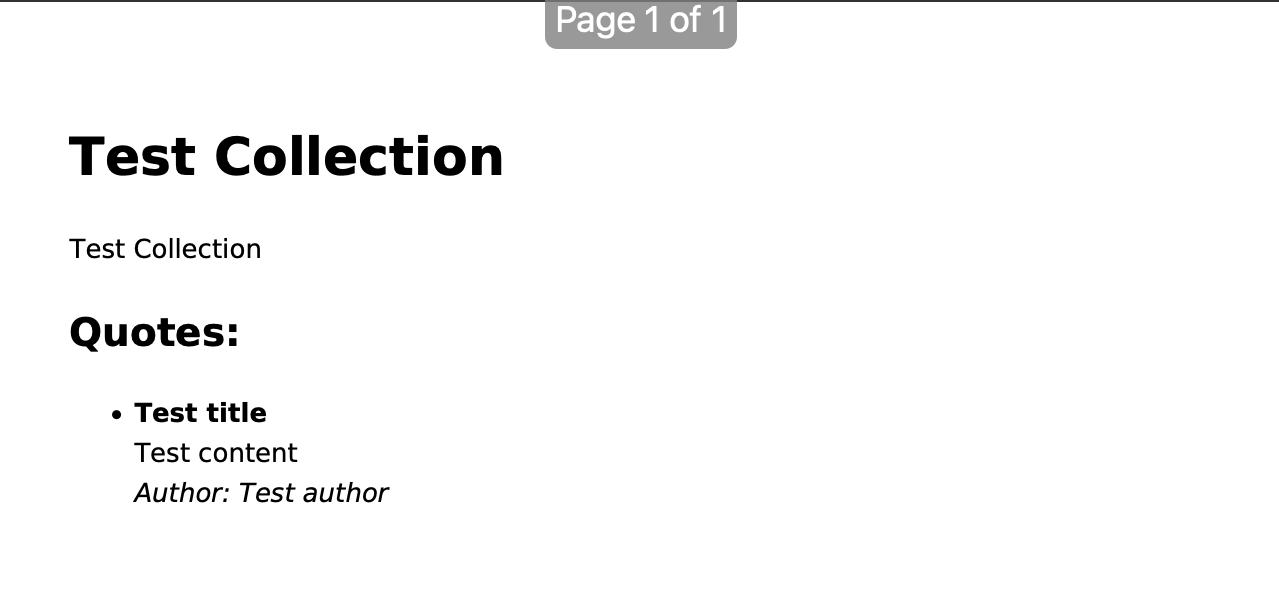 Page 1 of 1
Test Collection
Test Collection
Quotes:
• Test title
Test content
Author: Test author